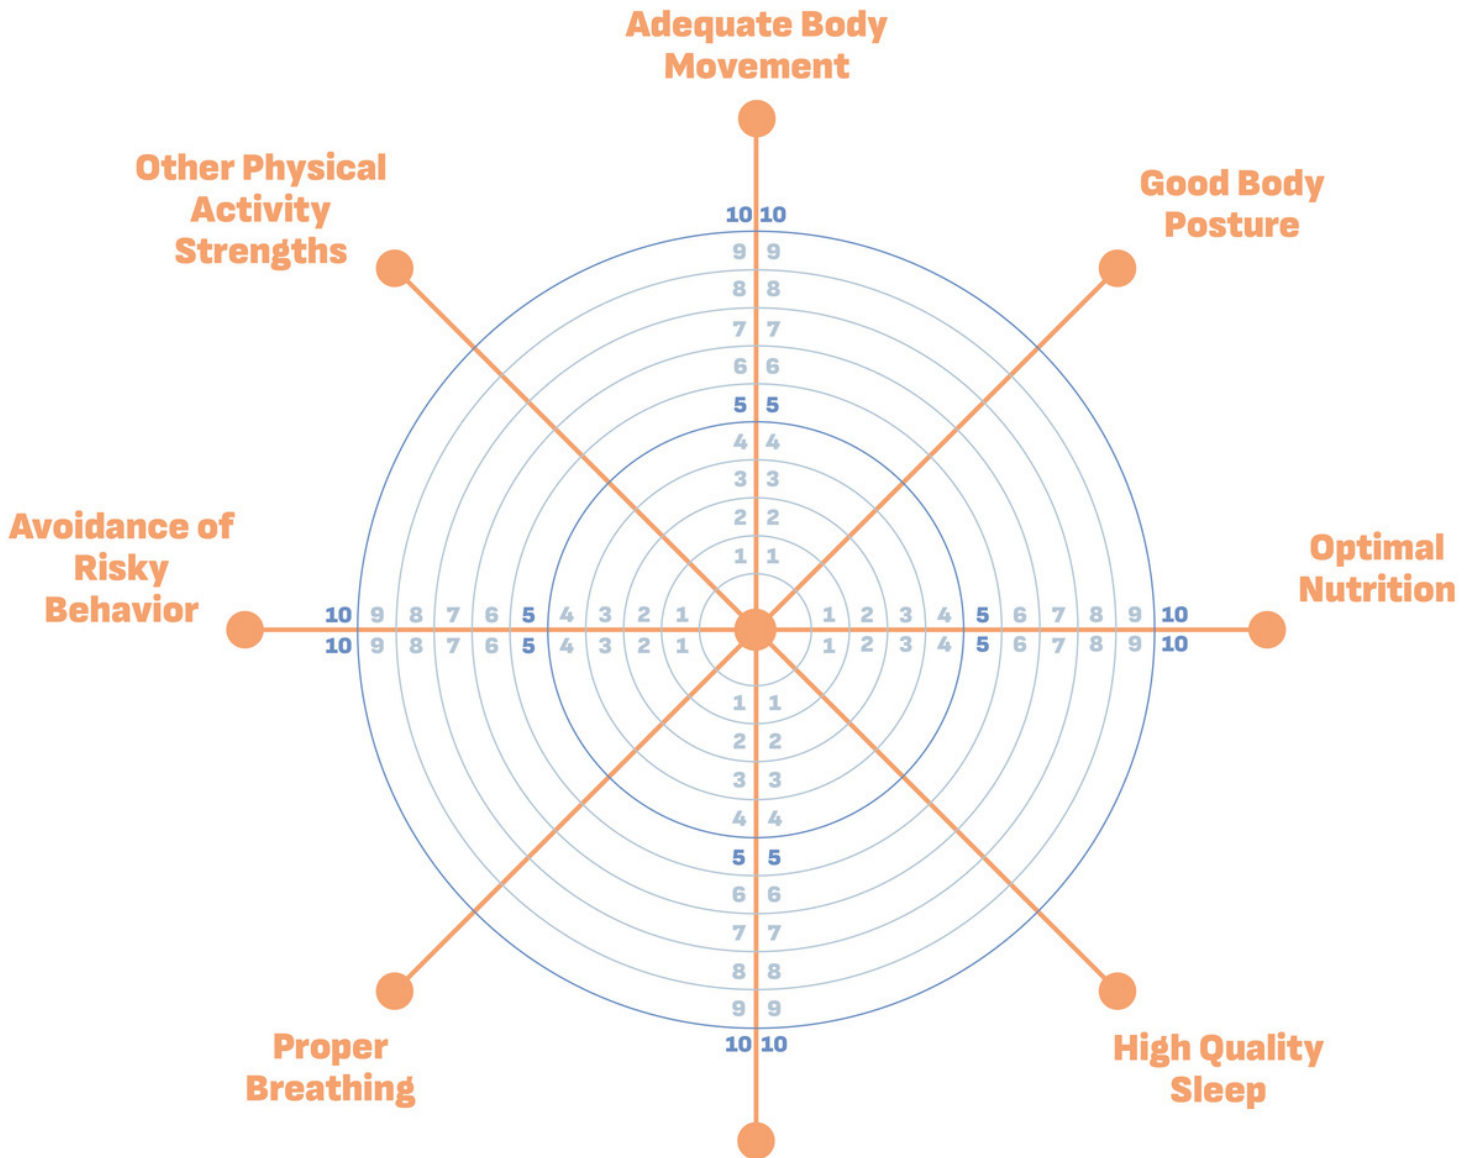 Adequate Body
Movement
Other Physical
Activity
Strengths
Good Body
Posture
10 10
9 9
8 8
7 7
6 6
5 5
4 4
3 3
2 2
1 1
Avoidance of
Risky
Behavior
Optimal
Nutrition
10 9 8 7 6 5 4 3 2 1 1 2 3 4 5 6 7 8 9 10
10 9 8 7 6 5 4 3 2 1 1 2 3 4 5 6 7 8 9 10
1 1
2 2
3 3
4 4
5 5
6 6
7 7
8 8
9 9
10 10
Proper
Breathing
High Quality
Sleep